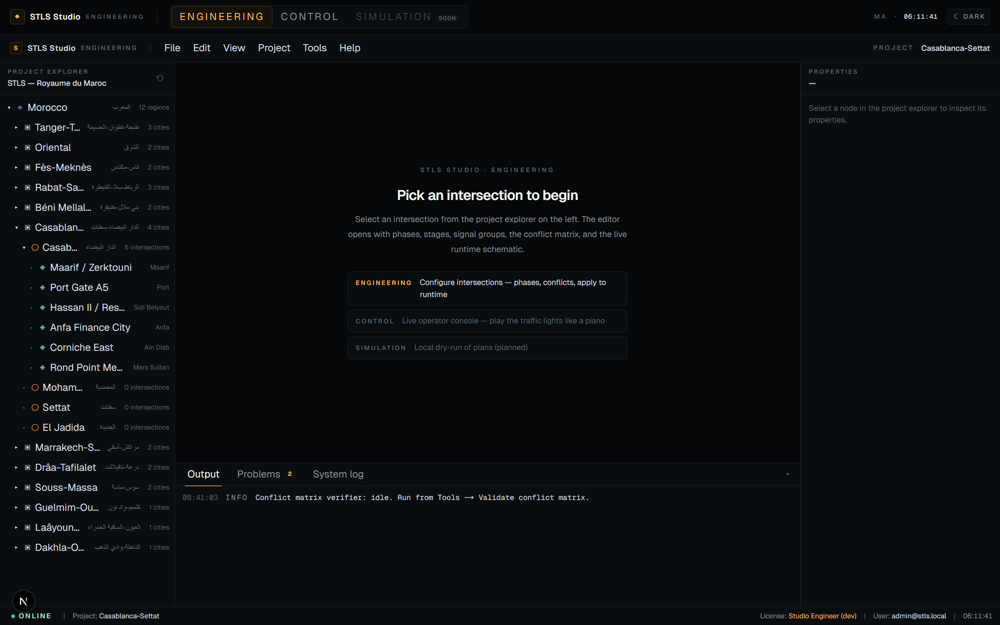 STLS Studio ENGINEERING
ENGINEERING CONTROL SIMULATION SOON
MA · 06:11:41 DARK
S STLS Studio ENGINEERING
File Edit View Project Tools Help
PROJECT Casablanca-Settat
PROJECT EXPLORER
STLS — Royaume du Maroc
Morocco المغرب 12 regions
Tanger-T... طنجة-تطوان-الحسيمة 3 cities
Oriental الشرق 2 cities
Fès-Meknès فاس-مكناس 2 cities
Rabat-Sa... الرباط-سلا-القنيطرة 3 cities
Béni Mellal... بني ملال-خنيفرة 2 cities
Casablan... الدار البيضاء-سطات 4 cities
Casab... الدار البيضاء 6 intersections
Maarif / Zerktouni Maarif
Port Gate A5 Port
Hassan II / Res... Sidi Belyout
Anfa Finance City Anfa
Corniche East Ain Diab
Rond Point Me... Mers Sultan
Moham... المحمدية 0 intersections
Settat سطات 0 intersections
El Jadida الجديدة 0 intersections
Marrakech-S... مراكش-آسفي 2 cities
Drâa-Tafilalet درعة-تافيلالت 2 cities
Souss-Massa سوس-ماسة 2 cities
Guelmim-Ou... كلميم-واد نون 1 cities
Laâyoun... العيون-الساقية الحمراء 1 cities
Dakhla-O... الداخلة-وادي الذهب 1 cities
STLS STUDIO · ENGINEERING
Pick an intersection to begin
Select an intersection from the project explorer on the left. The editor
opens with phases, stages, signal groups, the conflict matrix, and the live
runtime schematic.
ENGINEERING Configure intersections — phases, conflicts, apply to
runtime
CONTROL Live operator console — play the traffic lights like a piano
SIMULATION Local dry-run of plans (planned)
Output Problems 2 System log
08:41:03 INFO Conflict matrix verifier: idle. Run from Tools → Validate conflict matrix.
PROPERTIES
—
Select a node in the project explorer to inspect its
properties.
N
ONLINE | Project: Casablanca-Settat
License: Studio Engineer (dev) | User: admin@stls.local | 06:11:41